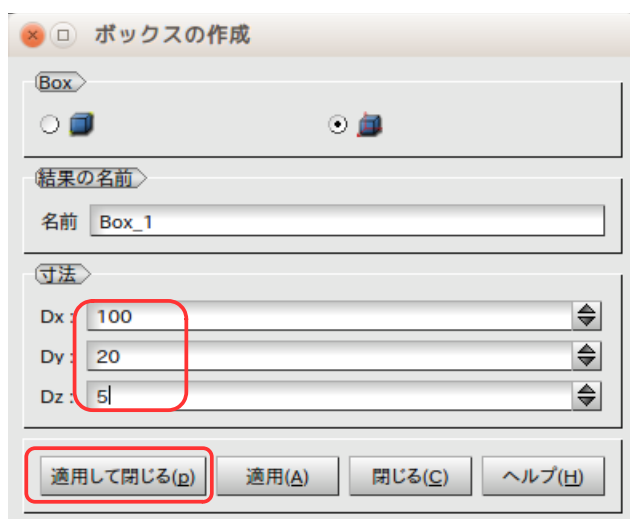 ボックスの作成
Box
結果の名前
名前 Box_1
寸法
Dx : 100
Dy : 20
Dz : 5
適用して閉じる(p) 適用(A) 閉じる(C) ヘルプ(H)